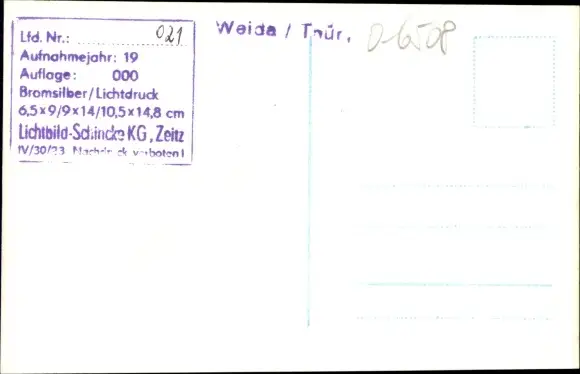 Lfd. Nr.: 021
Aufnahmejahr: 19
Auflage: 000
Bromsilber/Lichtdruck
6,5x9/9x14/10,5x14,8 cm
Lichtbild-Schincke KG, Zeitz
IV/30/23 Nachdruck verboten!
Weida / Thür.
D-6508